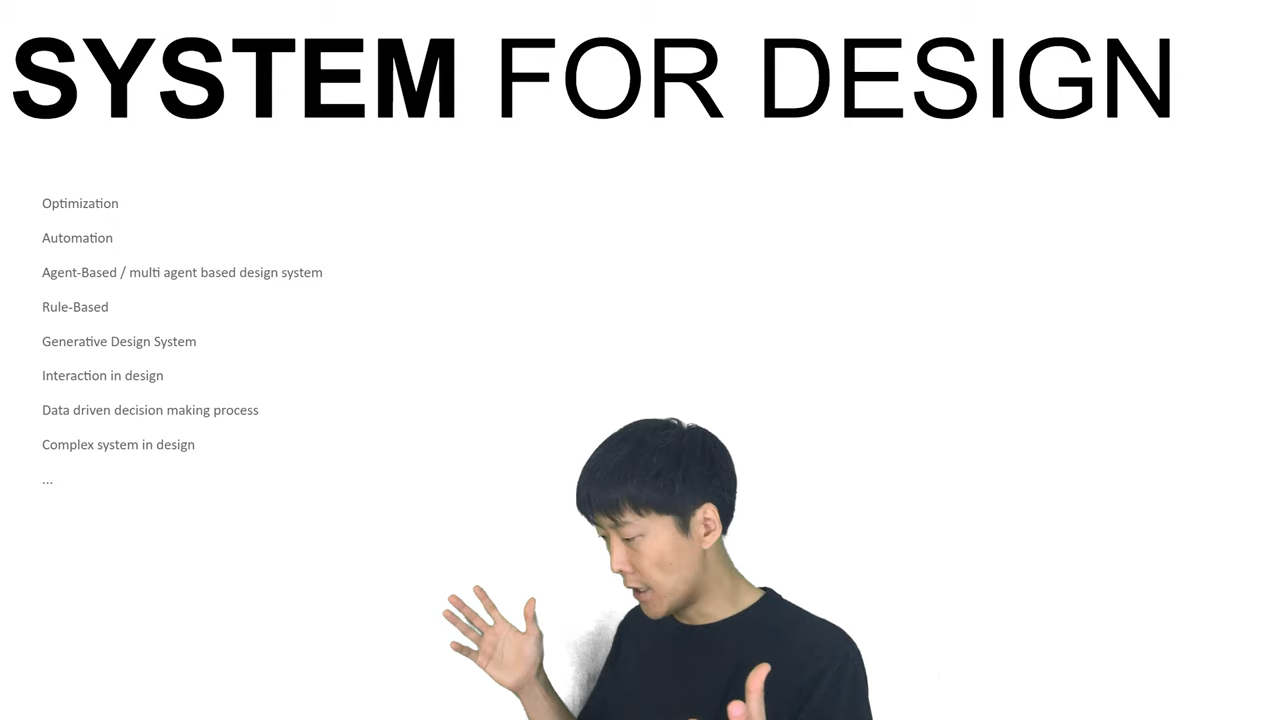 SYSTEM FOR DESIGN
Optimization
Automation
Agent-Based / multi agent based design system
Rule-Based
Generative Design System
Interaction in design
Data driven decision making process
Complex system in design
...